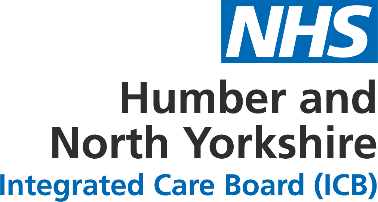 NHS
Humber and
North Yorkshire
Integrated Care Board (ICB)